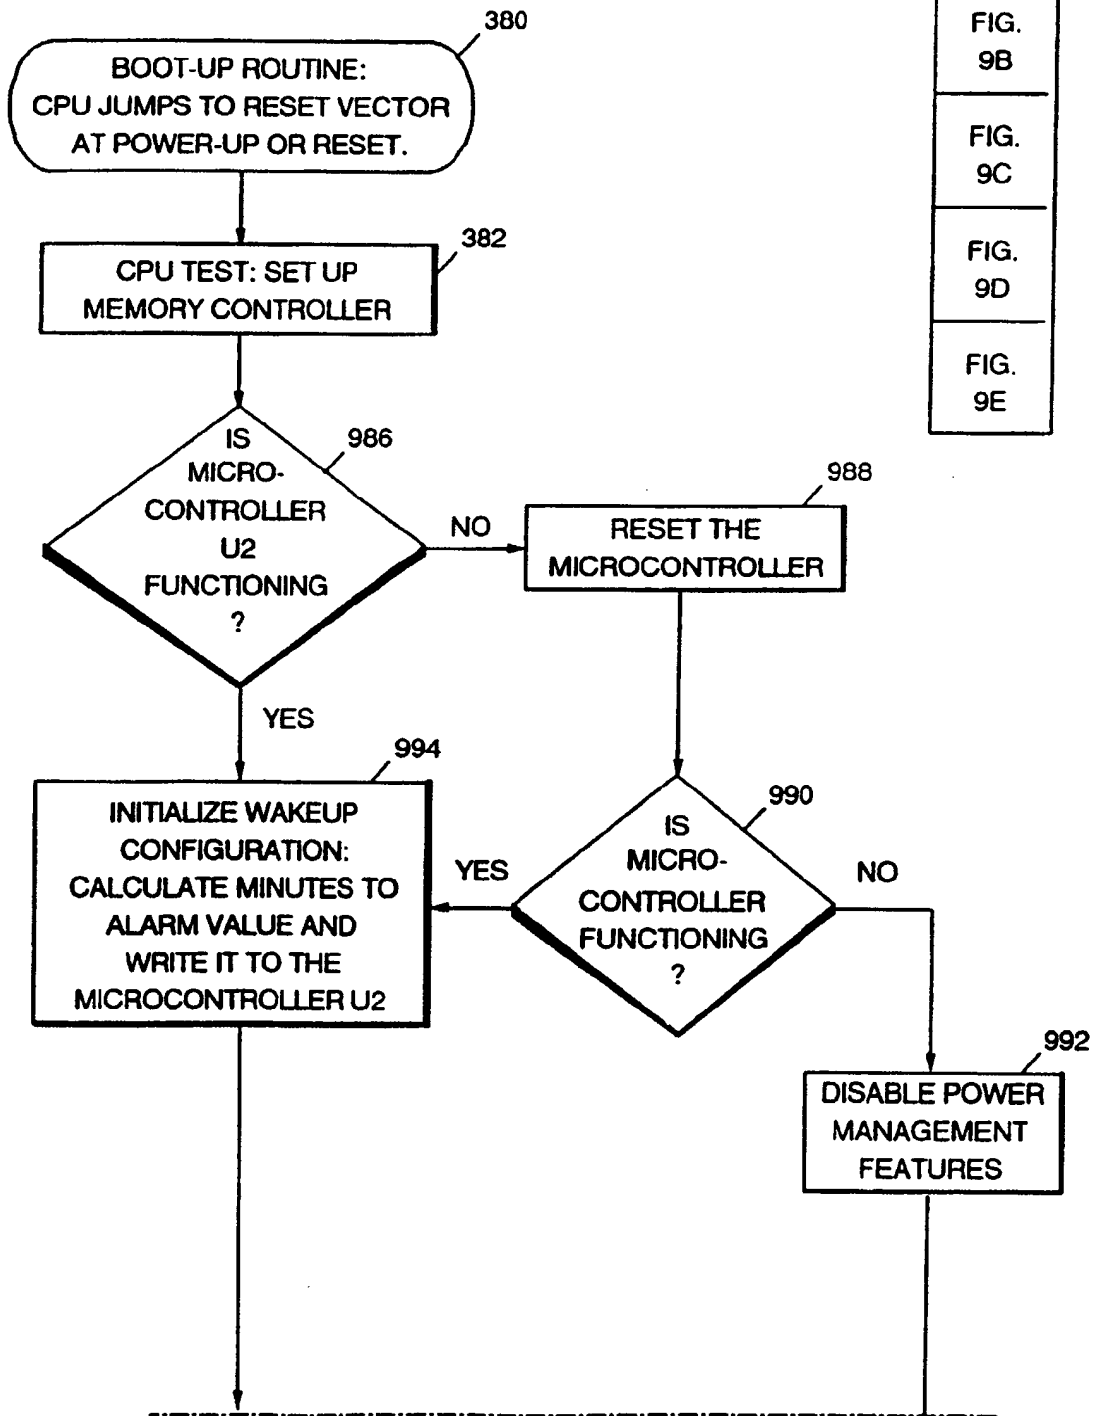 380
BOOT-UP ROUTINE:
CPU JUMPS TO RESET VECTOR
AT POWER-UP OR RESET.
382
CPU TEST: SET UP
MEMORY CONTROLLER
986
IS
MICRO-
CONTROLLER
U2
FUNCTIONING
?
NO
YES
988
RESET THE
MICROCONTROLLER
990
IS
MICRO-
CONTROLLER
FUNCTIONING
?
YES
NO
994
INITIALIZE WAKEUP
CONFIGURATION:
CALCULATE MINUTES TO
ALARM VALUE AND
WRITE IT TO THE
MICROCONTROLLER U2
992
DISABLE POWER
MANAGEMENT
FEATURES
FIG.
9B
FIG.
9C
FIG.
9D
FIG.
9E